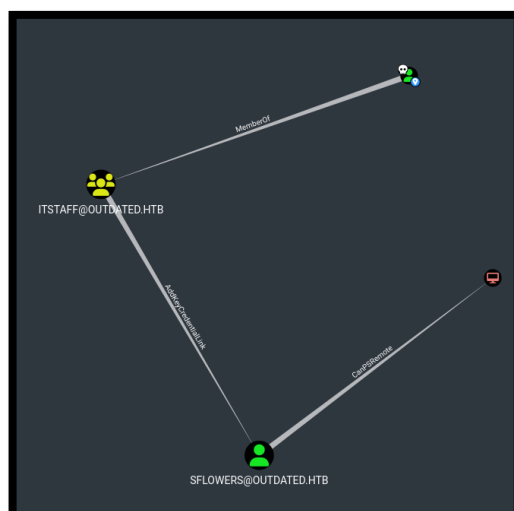 MemberOf
ITSTAFF@OUTDATED.HTB
AddKeyCredentialLink
CanPSRemote
SFLOWERS@OUTDATED.HTB